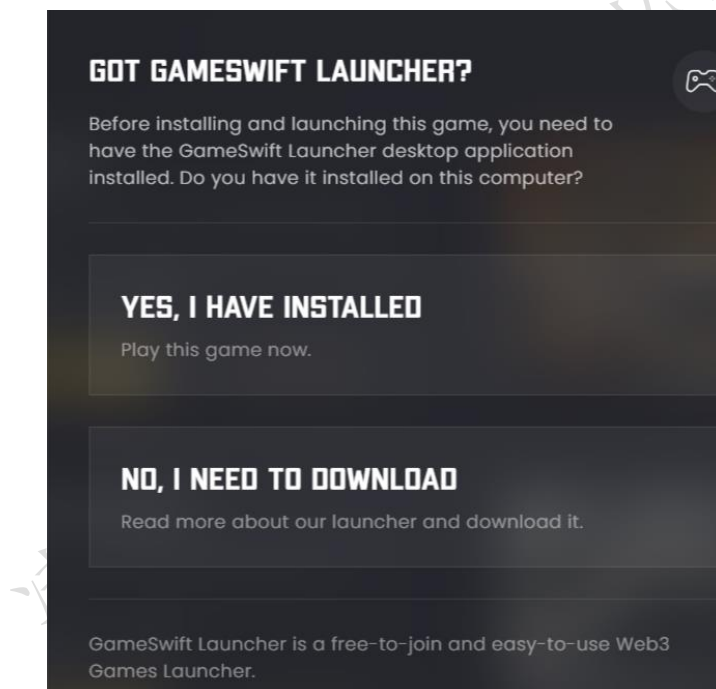 GOT GAMESWIFT LAUNCHER?
Before installing and launching this game, you need to
have the GameSwift Launcher desktop application
installed. Do you have it installed on this computer?
YES, I HAVE INSTALLED
Play this game now.
NO, I NEED TO DOWNLOAD
Read more about our launcher and download it.
GameSwift Launcher is a free-to-join and easy-to-use Web3
Games Launcher.